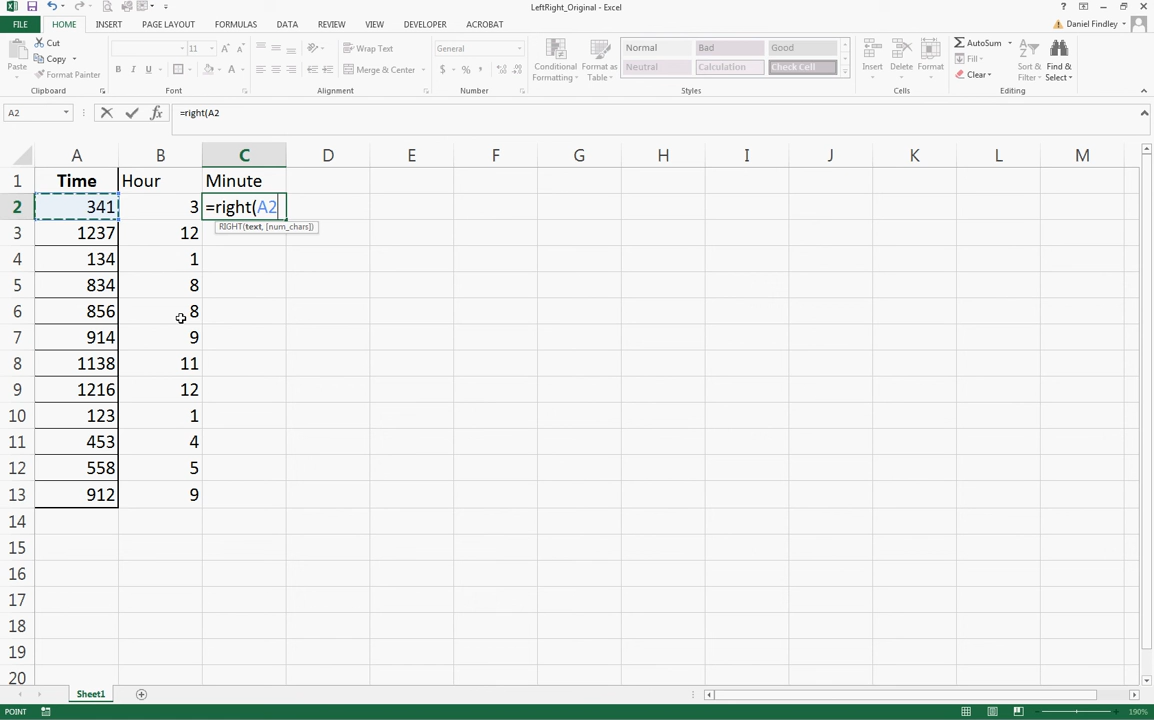 LeftRight_Original - Excel
FILE HOME INSERT PAGE LAYOUT FORMULAS DATA REVIEW VIEW DEVELOPER ACROBAT Daniel Findley
Paste Cut Copy Format Painter Clipboard
11 B I U A A Font
Wrap Text Merge & Center Alignment
General $ % , Number
Conditional Formatting Format as Table
Normal Bad Good
Neutral Calculation Check Cell
Styles
Insert Delete Format Cells
AutoSum Fill Clear Sort & Filter Find & Select Editing
A2 fx =right(A2
A B C D E F G H I J K L M
1 Time Hour Minute
2 341 3 =right(A2
RIGHT(text, [num_chars])
3 1237 12
4 134 1
5 834 8
6 856 8
7 914 9
8 1138 11
9 1216 12
10 123 1
11 453 4
12 558 5
13 912 9
14
15
16
17
18
19
20
Sheet1
POINT 190%